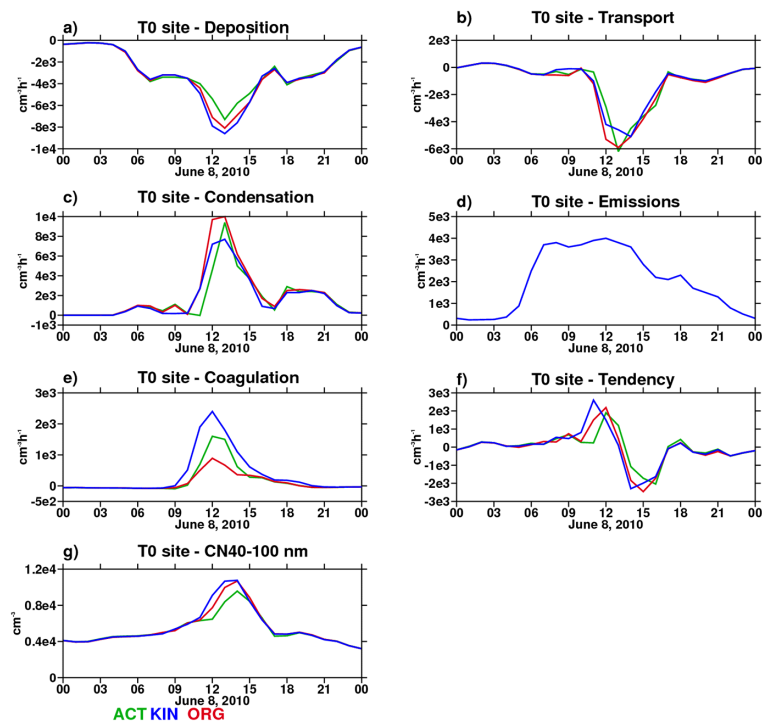 a) T0 site - Deposition
0
-2e3
-4e3
-6e3
-8e3
-1e4
cm⁻³h⁻¹
00 03 06 09 12 15 18 21 00
June 8, 2010
b) T0 site - Transport
2e3
0
-2e3
-4e3
-6e3
cm⁻³h⁻¹
00 03 06 09 12 15 18 21 00
June 8, 2010
c) T0 site - Condensation
1e4
8e3
6e3
4e3
2e3
0
-1e3
cm⁻³h⁻¹
00 03 06 09 12 15 18 21 00
June 8, 2010
d) T0 site - Emissions
5e3
4e3
3e3
2e3
1e3
0
cm⁻³h⁻¹
00 03 06 09 12 15 18 21 00
June 8, 2010
e) T0 site - Coagulation
3e3
2e3
1e3
0
-5e2
cm⁻³h⁻¹
00 03 06 09 12 15 18 21 00
June 8, 2010
f) T0 site - Tendency
3e3
2e3
1e3
0
-1e3
-2e3
-3e3
cm⁻³h⁻¹
00 03 06 09 12 15 18 21 00
June 8, 2010
g) T0 site - CN40-100 nm
1.2e4
0.8e4
0.4e4
0
cm⁻³
00 03 06 09 12 15 18 21 00
June 8, 2010
ACT KIN ORG